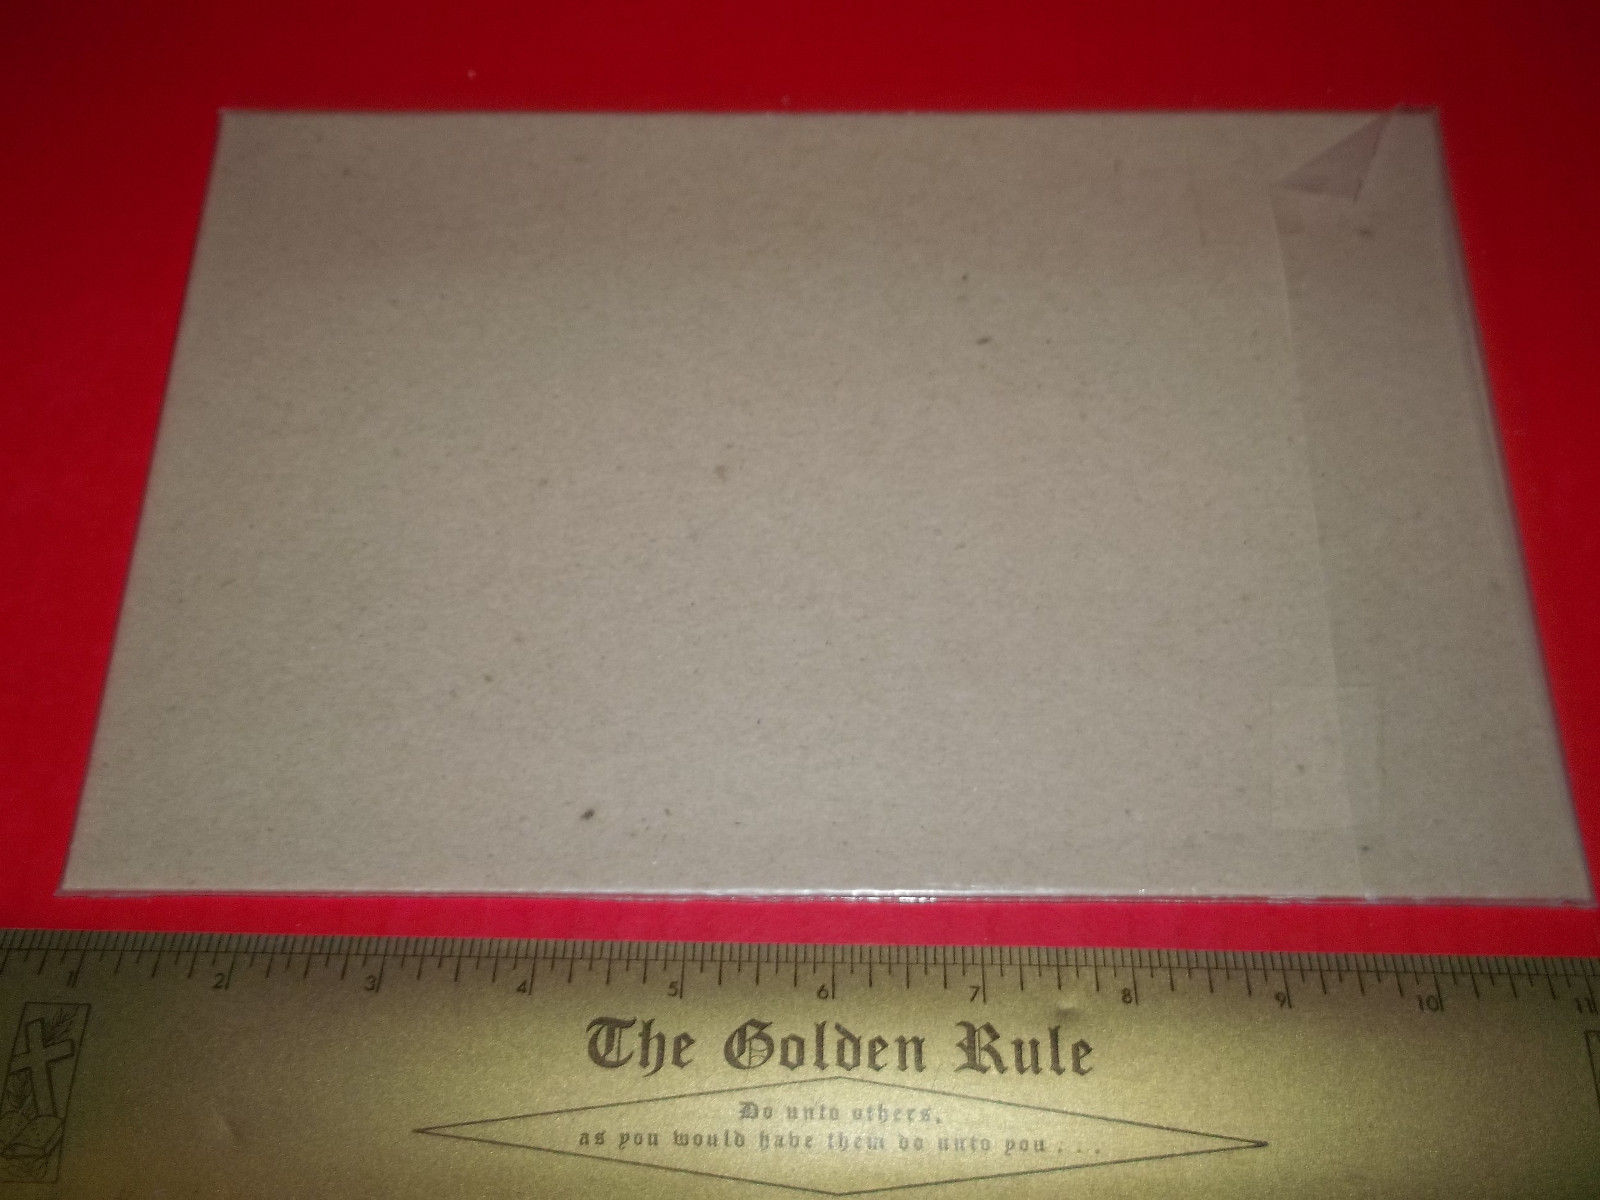 1 2 3 4 5 6 7 8 9 10 11
The Golden Rule
Do unto others,
as you would have them do unto you . . .